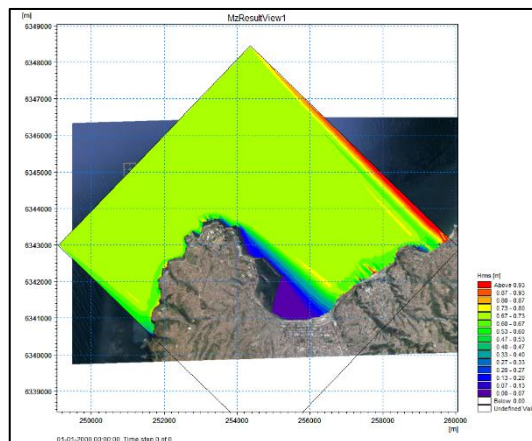 MzResultView1
[m]
6349000
6348000
6347000
6346000
6345000
6344000
6343000
6342000
6341000
6340000
6339000
250000
252000
254000
256000
258000
260000
[m]
Hrms [m]
Above 0.93
0.87 - 0.93
0.80 - 0.87
0.73 - 0.80
0.67 - 0.73
0.60 - 0.67
0.53 - 0.60
0.47 - 0.53
0.40 - 0.47
0.33 - 0.40
0.27 - 0.33
0.20 - 0.27
0.13 - 0.20
0.07 - 0.13
0.00 - 0.07
Below 0.00
Undefined Val
01-01-2000 00:00:00, Time step 0 of 0